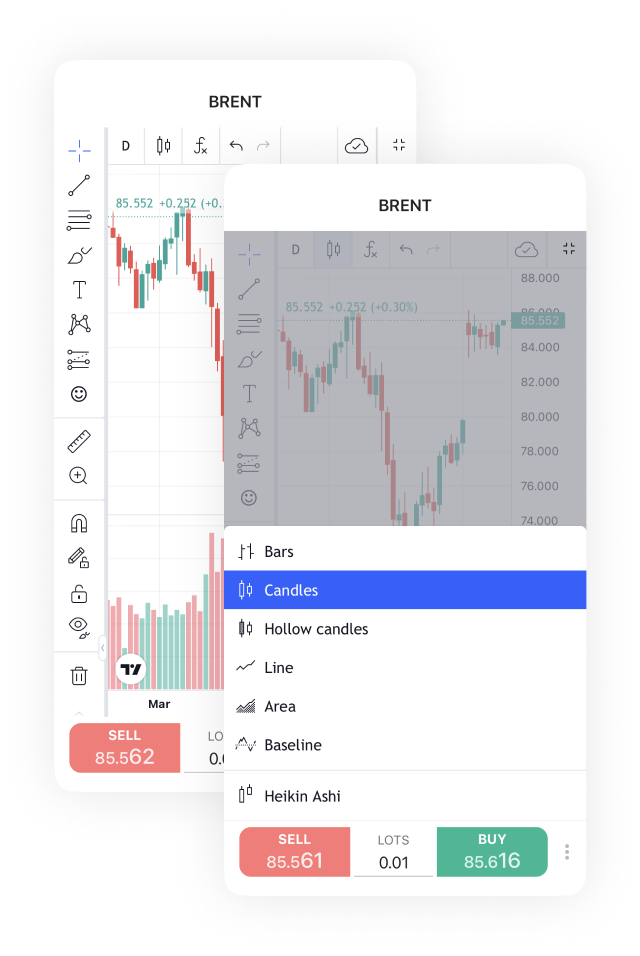 BRENT
D
85.552 +0.252 (+0.
T
Mar
SELL
85.562
LO
0.0
BRENT
D
88.000
85.552 +0.252 (+0.30%)
86.000
85.552
84.000
T
82.000
80.000
78.000
76.000
74.000
Bars
Candles
Hollow candles
Line
Area
Baseline
Heikin Ashi
SELL
85.561
LOTS
0.01
BUY
85.616